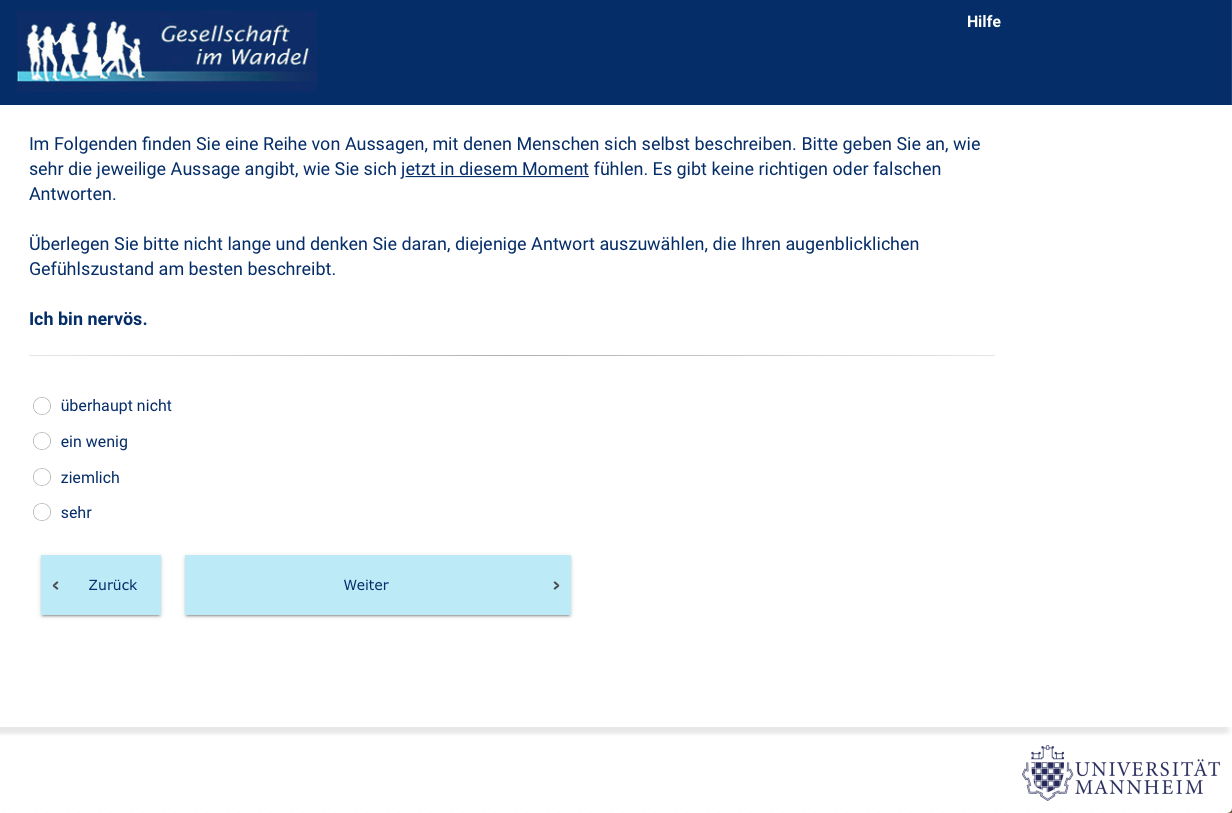 Gesellschaft
im Wandel
Hilfe
Im Folgenden finden Sie eine Reihe von Aussagen, mit denen Menschen sich selbst beschreiben. Bitte geben Sie an, wie
sehr die jeweilige Aussage angibt, wie Sie sich jetzt in diesem Moment fühlen. Es gibt keine richtigen oder falschen
Antworten.
Überlegen Sie bitte nicht lange und denken Sie daran, diejenige Antwort auszuwählen, die Ihren augenblicklichen
Gefühlszustand am besten beschreibt.
Ich bin nervös.
überhaupt nicht
ein wenig
ziemlich
sehr
Zurück
Weiter
UNIVERSITÄT
MANNHEIM